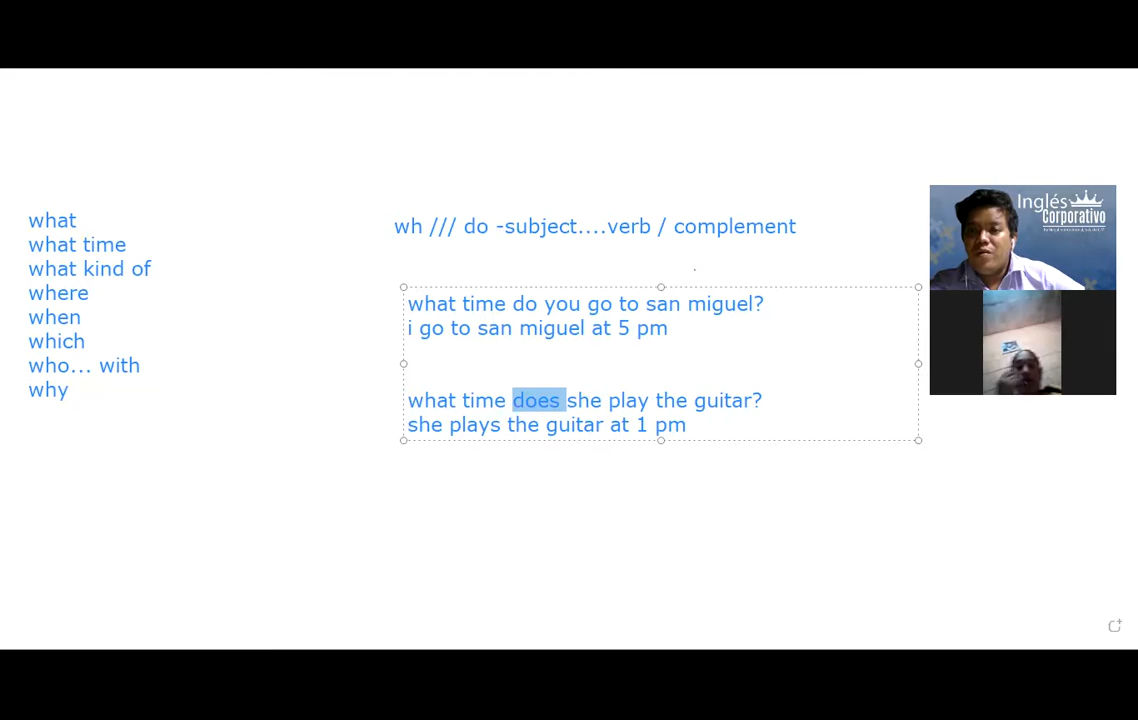 what
what time
what kind of
where
when
which
who... with
why
wh /// do -subject....verb / complement
what time do you go to san miguel?
i go to san miguel at 5 pm
what time does she play the guitar?
she plays the guitar at 1 pm
Inglés
Corporativo